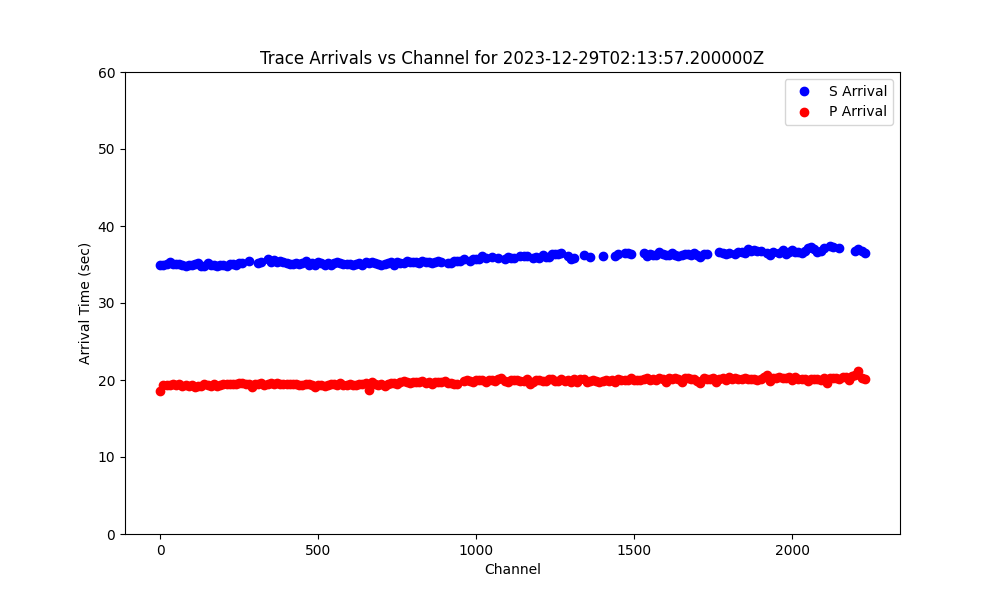 Trace Arrivals vs Channel for 2023-12-29T02:13:57.200000Z
60
50
40
30
20
10
0
Arrival Time (sec)
S Arrival
P Arrival
0
500
1000
1500
2000
Channel